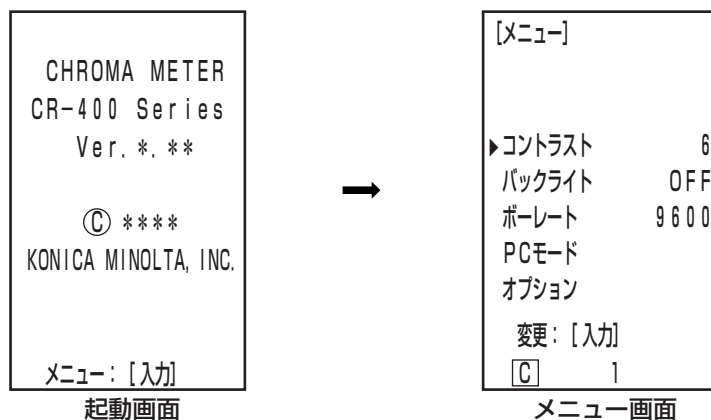 CHROMA METER
CR-400 Series
Ver. *. **
Ⓒ ****
KONICA MINOLTA, INC.
メニュー: [入力]
起動画面
[メニュー]
▶コントラスト 6
バックライト OFF
ボーレート 9600
PCモード
オプション
変更: [入力]
C 1
メニュー画面